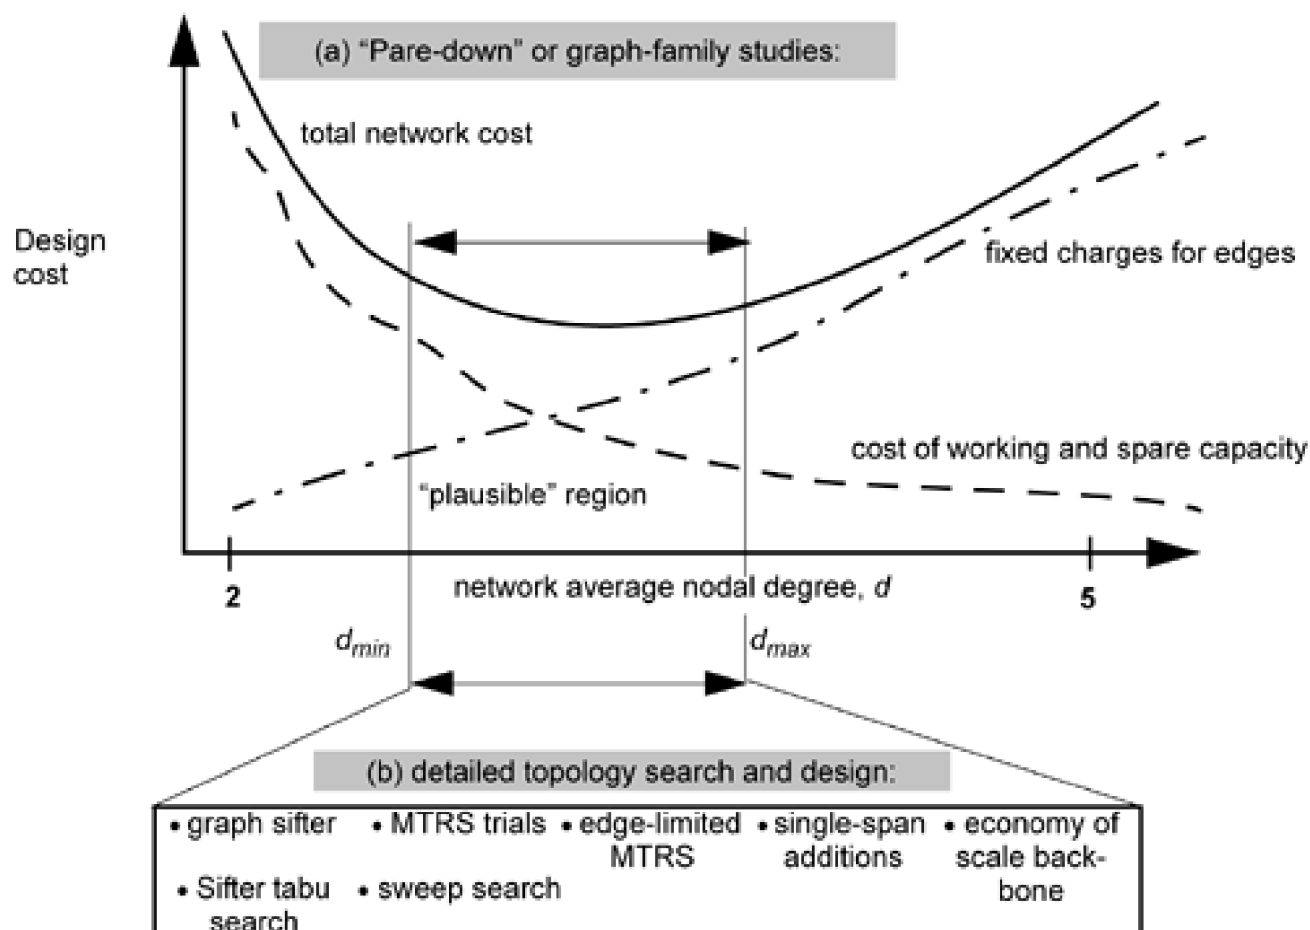 (a) “Pare-down” or graph-family studies:
total network cost
Design
cost
fixed charges for edges
cost of working and spare capacity
“plausible” region
2
network average nodal degree, d
5
dmin
dmax
(b) detailed topology search and design:
• graph sifter
• MTRS trials
• edge-limited
MTRS
• single-span
additions
• economy of
scale back-
bone
• Sifter tabu
search
• sweep search